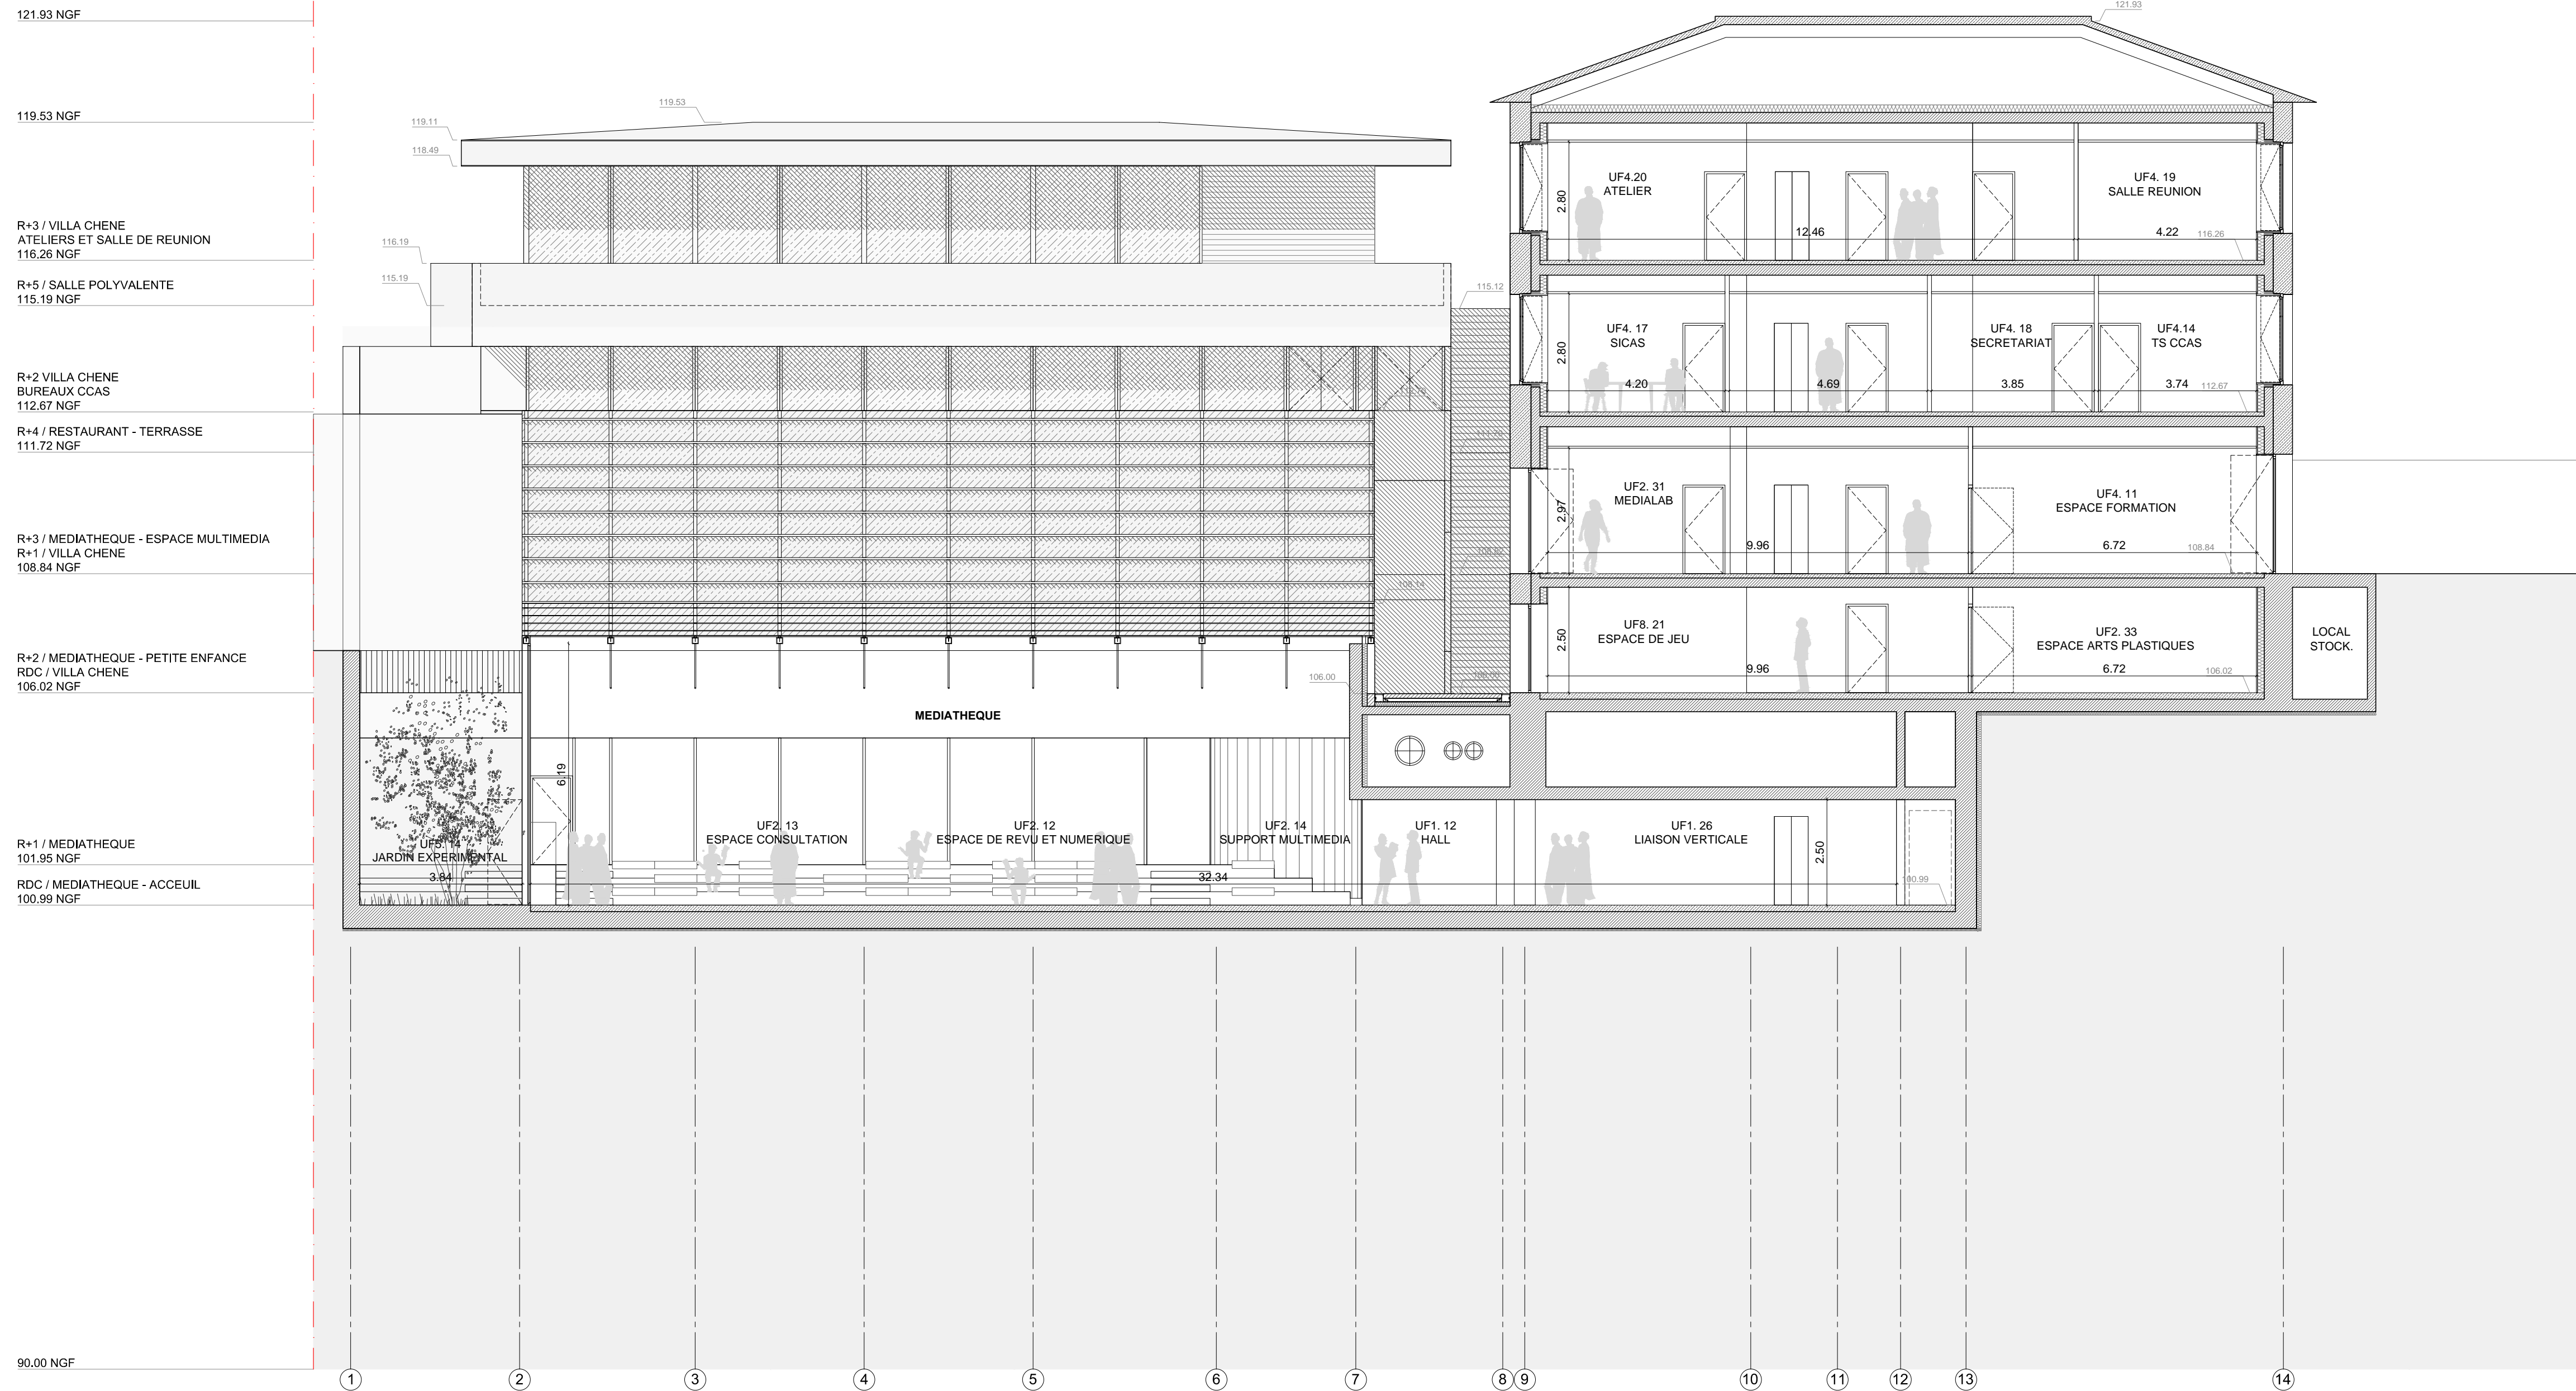 121.93 NGF
119.53 NGF
R+3 / VILLA CHENE
ATELIERS ET SALLE DE REUNION
116.26 NGF
R+5 / SALLE POLYVALENTE
115.19 NGF
R+2 VILLA CHENE
BUREAUX CCAS
112.67 NGF
R+4 / RESTAURANT - TERRASSE
111.72 NGF
R+3 / MEDIATHEQUE - ESPACE MULTIMEDIA
R+1 / VILLA CHENE
108.84 NGF
R+2 / MEDIATHEQUE - PETITE ENFANCE
RDC / VILLA CHENE
106.02 NGF
R+1 / MEDIATHEQUE
101.95 NGF
RDC / MEDIATHEQUE - ACCEUIL
100.99 NGF
90.00 NGF
121.93
119.53
119.11
118.49
116.19
115.19
115.12
108.14
106.00
UF4.20
ATELIER
2.80
12.46
UF4. 19
SALLE REUNION
4.22
116.26
UF4. 17
SICAS
2.80
4.20
4.69
UF4. 18
SECRETARIAT
3.85
UF4.14
TS CCAS
3.74
112.67
UF2. 31
MEDIALAB
2.97
9.96
UF4. 11
ESPACE FORMATION
6.72
108.84
UF8. 21
ESPACE DE JEU
2.50
9.96
UF2. 33
ESPACE ARTS PLASTIQUES
6.72
106.02
LOCAL
STOCK.
MEDIATHEQUE
6.19
UF5. 14
JARDIN EXPERIMENTAL
3.84
UF2. 13
ESPACE CONSULTATION
UF2. 12
ESPACE DE REVU ET NUMERIQUE
UF2. 14
SUPPORT MULTIMEDIA
32.34
UF1. 12
HALL
UF1. 26
LIAISON VERTICALE
2.50
100.99
1
2
3
4
5
6
7
8
9
10
11
12
13
14